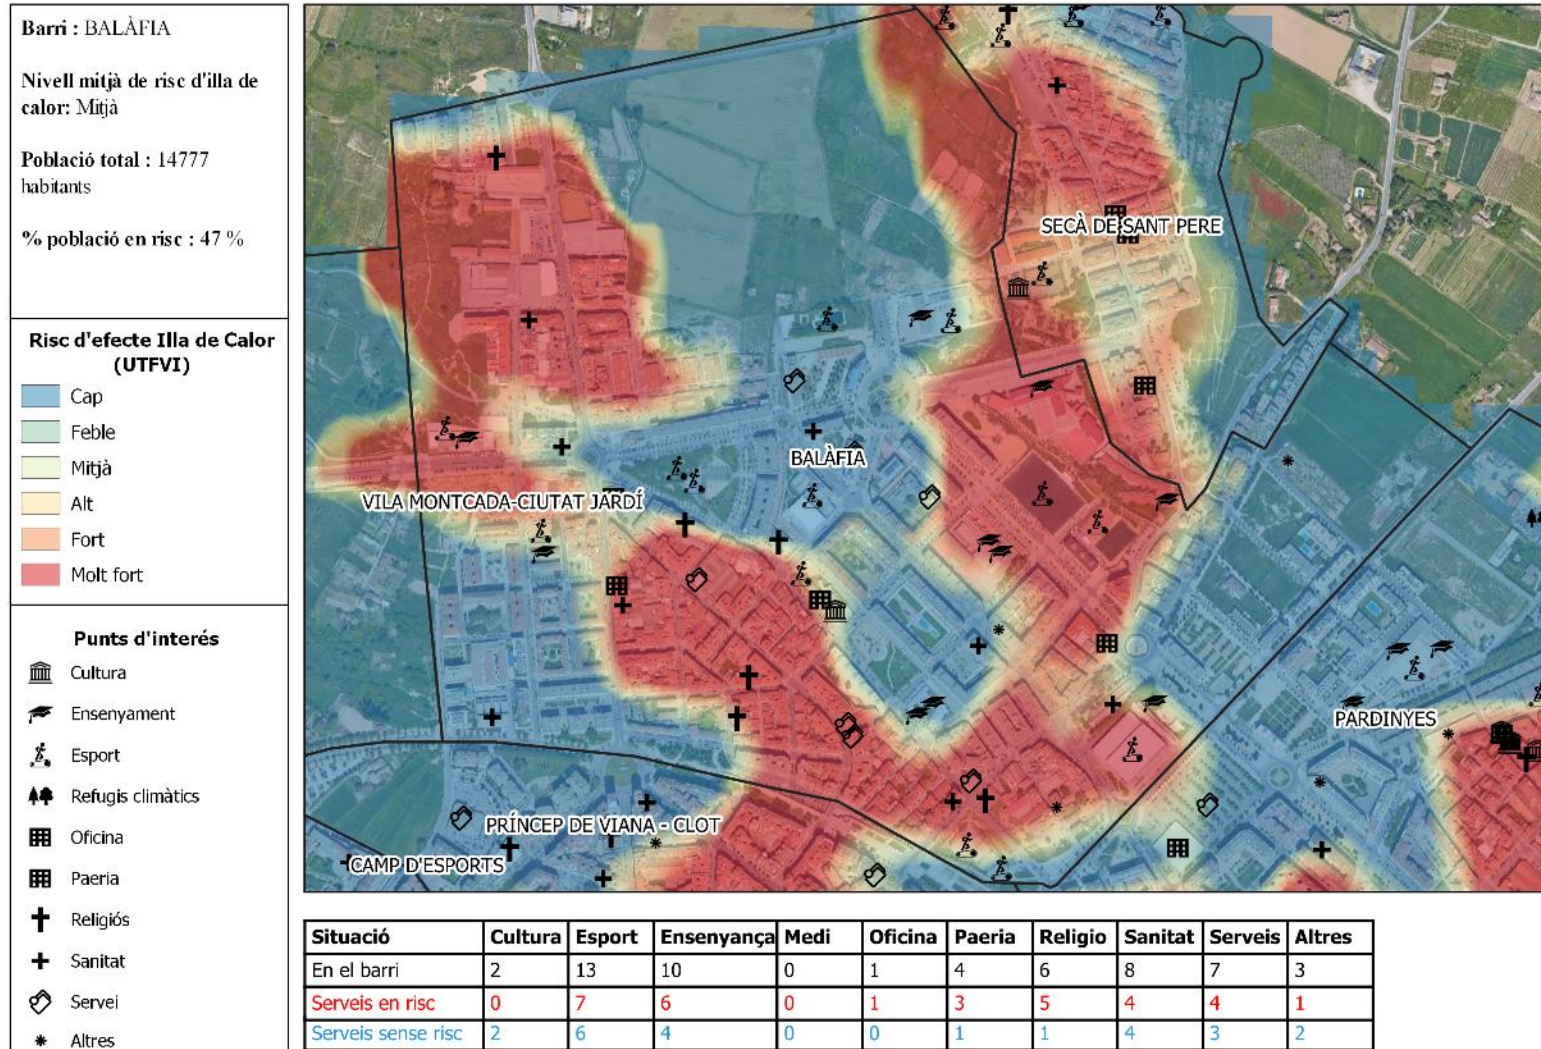 Barri : BALÀFIA
Nivell mitjà de risc d'illa de
calor: Mitjà
Població total : 14777
habitants
% població en risc : 47 %
Risc d'efecte Illa de Calor
(UTFVI)
Cap
Feble
Mitjà
Alt
Fort
Molt fort
Punts d'interés
Cultura
Ensenyament
Esport
Refugis climàtics
Oficina
Paeria
Religiós
Sanitat
Servei
Altres
SECÀ DE SANT PERE
BALÀFIA
VILA MONTCADA-CIUTAT JARDÍ
PARDINYES
PRÍNCEP DE VIANA - CLOT
CAMP D'ESPORTS
Situació Cultura Esport Ensenyança Medi Oficina Paeria Religio Sanitat Serveis Altres
En el barri 2 13 10 0 1 4 6 8 7 3
Serveis en risc 0 7 6 0 1 3 5 4 4 1
Serveis sense risc 2 6 4 0 0 1 1 4 3 2